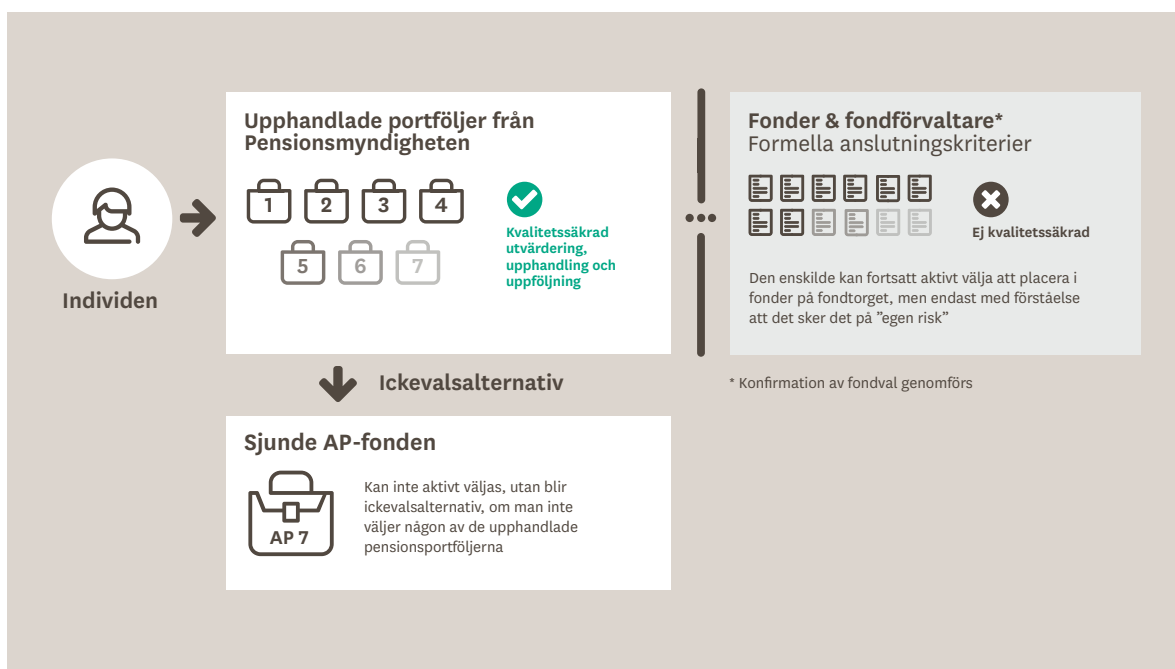 Individen
Upphandlade portföljer från
Pensionsmyndigheten
1 2 3 4
5 6 7
Kvalitetssäkrad
utvärdering,
upphandling och
uppföljning
Fonder & fondförvaltare*
Formella anslutningskriterier
Ej kvalitetssäkrad
Den enskilde kan fortsatt aktivt välja att placera i
fonder på fondtorget, men endast med förståelse
att det sker det på ”egen risk”
* Konfirmation av fondval genomförs
Ickevalsalternativ
Sjunde AP-fonden
AP 7
Kan inte aktivt väljas, utan blir
ickevalsalternativ, om man inte
väljer någon av de upphandlade
pensionsportföljerna